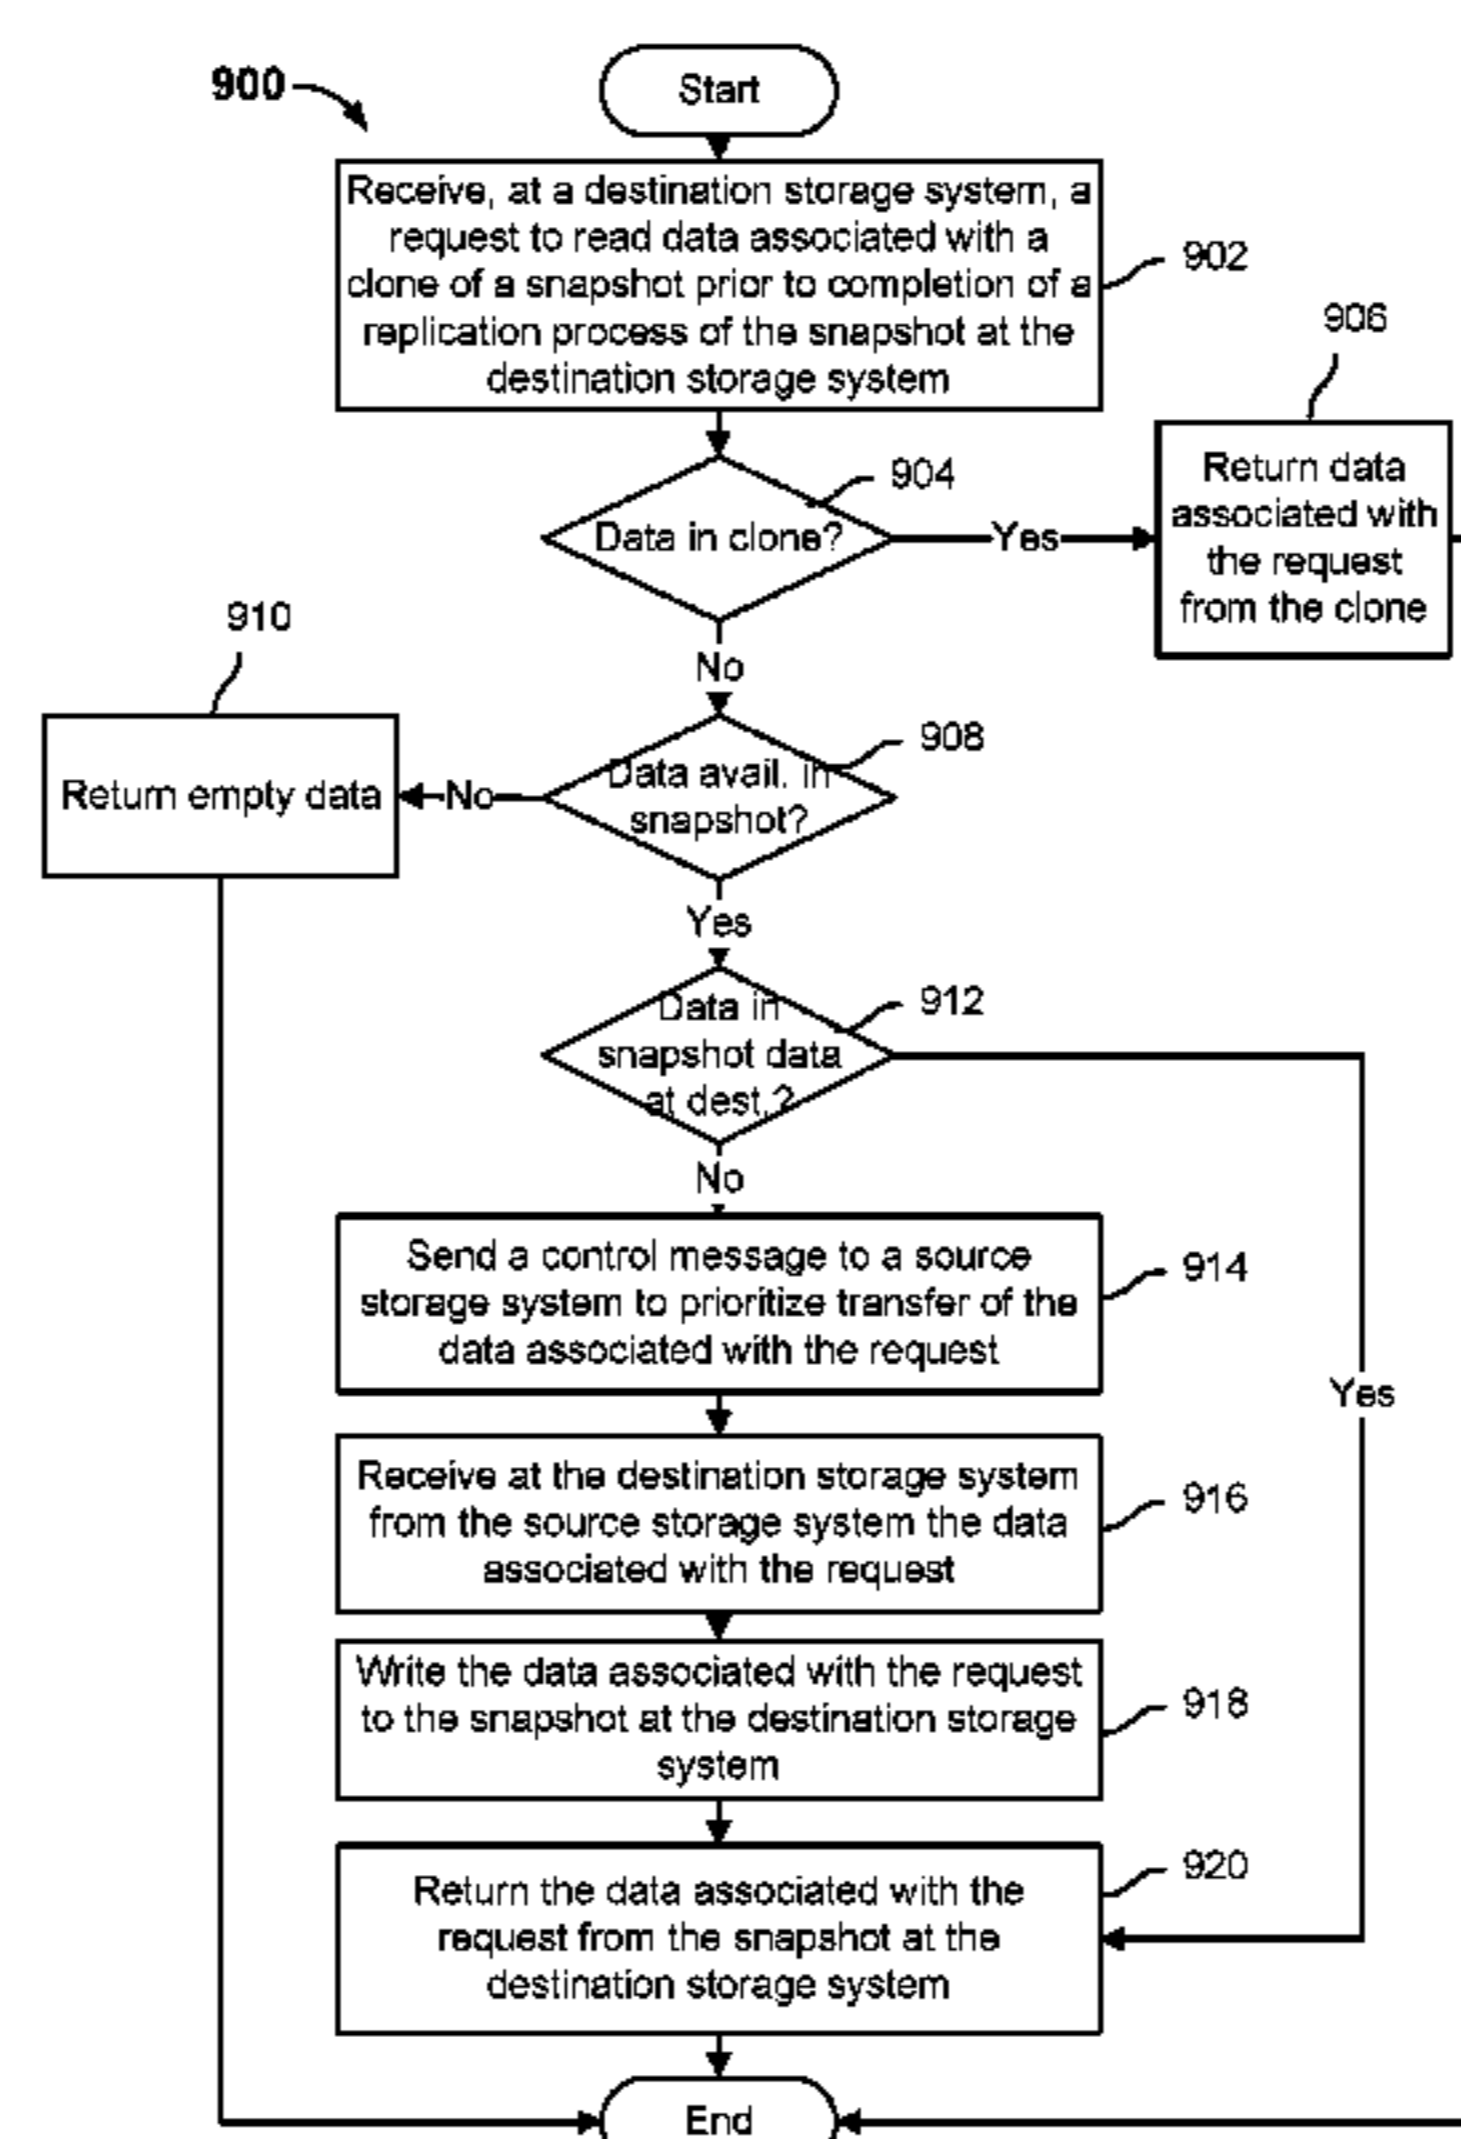 900
Start
Receive, at a destination storage system, a
request to read data associated with a
clone of a snapshot prior to completion of a
replication process of the snapshot at the
destination storage system
902
906
904
Data in clone?
Yes
Return data
associated with
the request
from the clone
No
910
908
Return empty data
No
Data avail. in
snapshot?
Yes
912
Data in
snapshot data
at dest.?
No
Send a control message to a source
storage system to prioritize transfer of the
data associated with the request
914
Yes
Receive at the destination storage system
from the source storage system the data
associated with the request
916
Write the data associated with the request
to the snapshot at the destination storage
system
918
Return the data associated with the
request from the snapshot at the
destination storage system
920
End